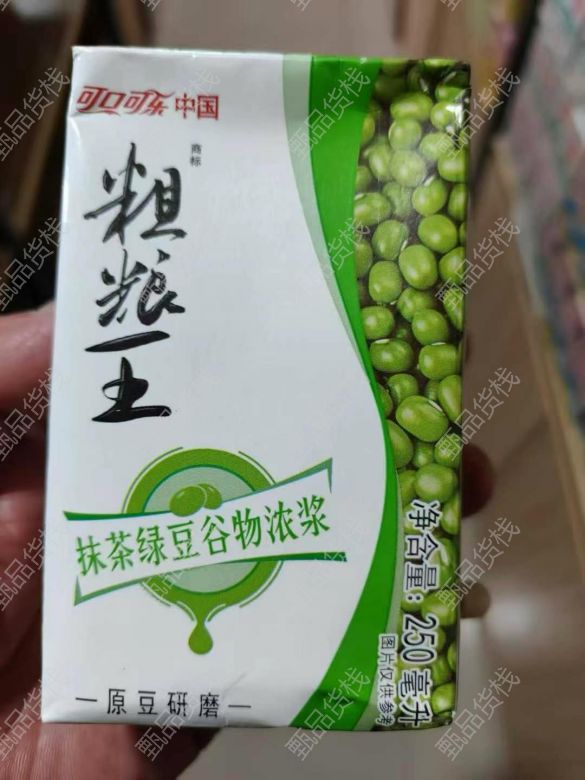 可口可乐中国
商标
粗粮王
抹茶绿豆谷物浓浆
原豆研磨
净含量：250毫升
图片仅供参考
甄品货栈